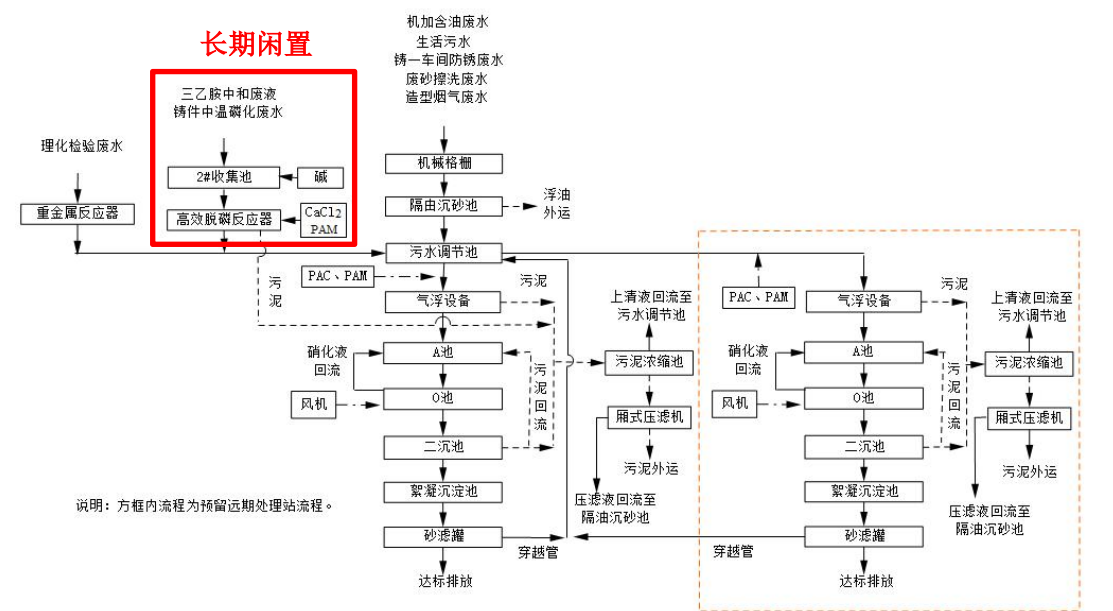 机加含油废水
生活污水
铸一车间防锈废水
废砂擦洗废水
造型烟气废水
长期闲置
三乙胺中和废液
铸件中温磷化废水
理化检验废水
机械格栅
2#收集池
碱
隔由沉砂池
浮油
外运
重金属反应器
高效脱磷反应器
CaCl2
PAM
污水调节池
PAC、PAM
污泥
污
泥
气浮设备
上清液回流至
污水调节池
硝化液
回流
A池
污
泥
回
流
污泥浓缩池
风机
O池
厢式压滤机
二沉池
污泥外运
絮凝沉淀池
压滤液回流至
隔油沉砂池
砂滤罐
穿越管
达标排放
说明：方框内流程为预留远期处理站流程。
PAC、PAM
气浮设备
污泥
上清液回流至
污水调节池
硝化液
回流
A池
污
泥
回
流
污泥浓缩池
风机
O池
厢式压滤机
二沉池
污泥外运
絮凝沉淀池
压滤液回流至
隔油沉砂池
砂滤罐
穿越管
达标排放